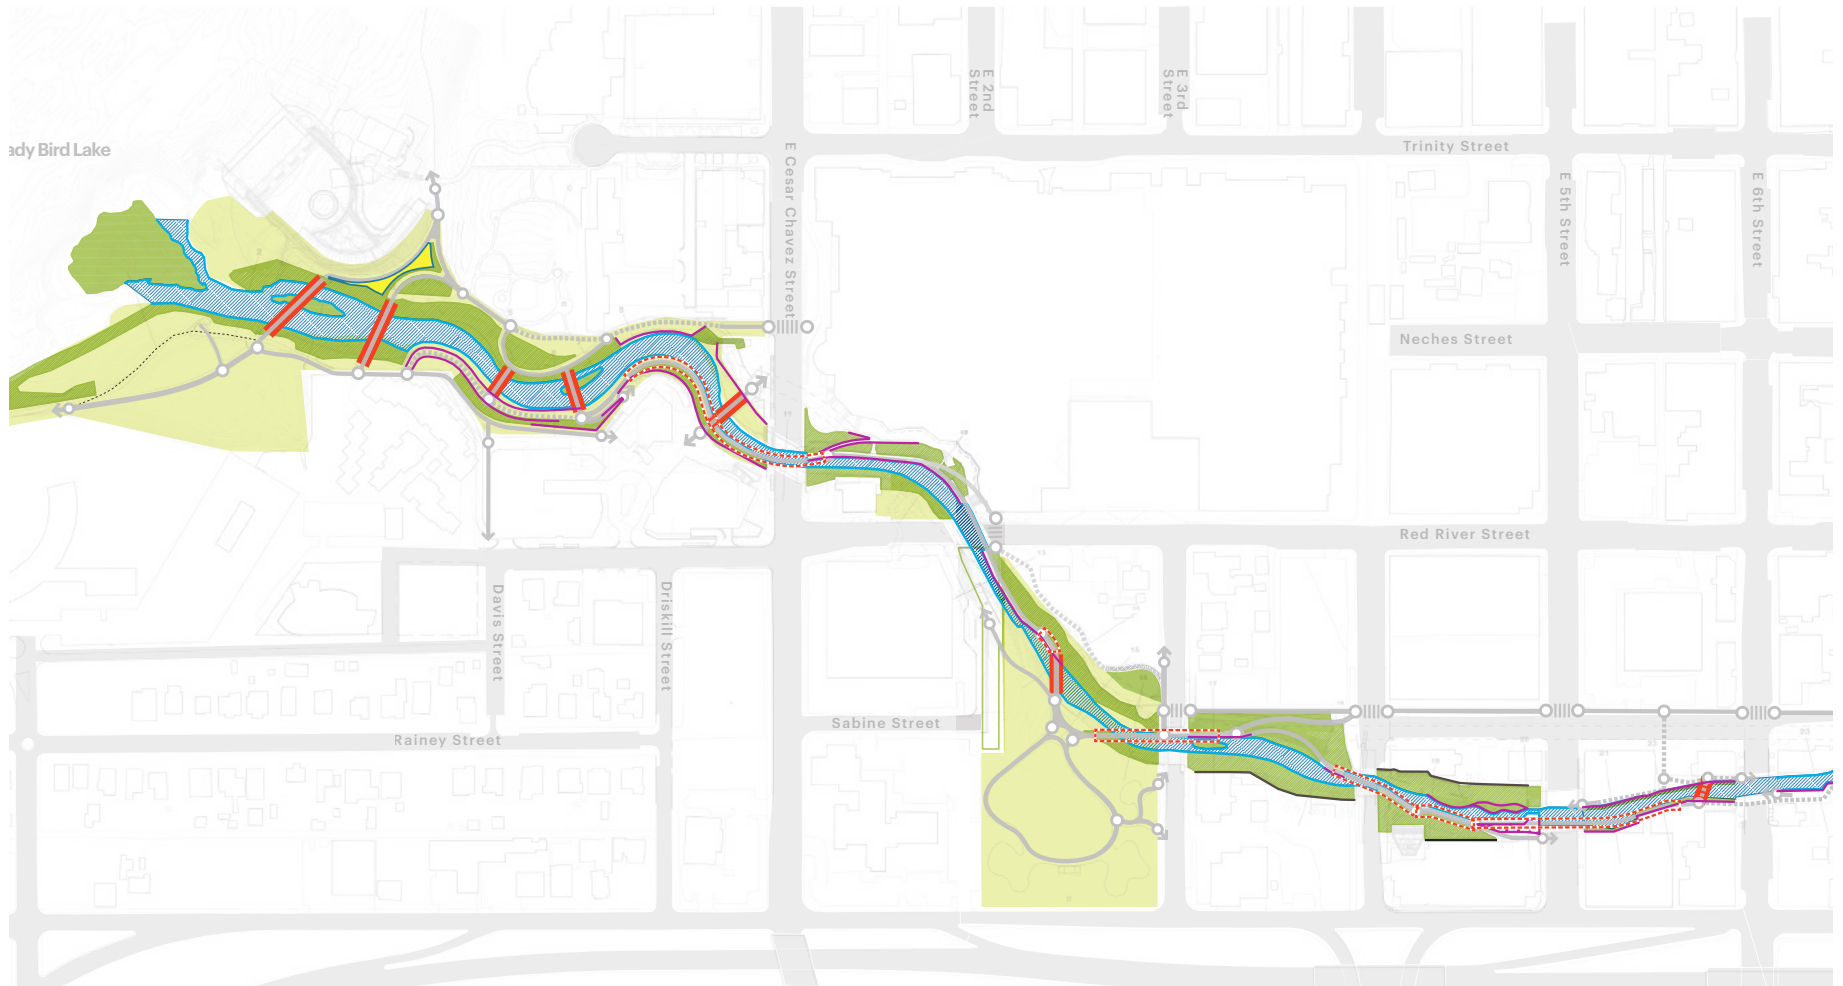 E 2nd
Street
E 3rd
Street
ady Bird Lake
Trinity Street
E Cesar Chavez Street
E 5th Street
E 6th Street
Neches Street
Red River Street
Davis Street
Driskill Street
Sabine Street
Rainey Street